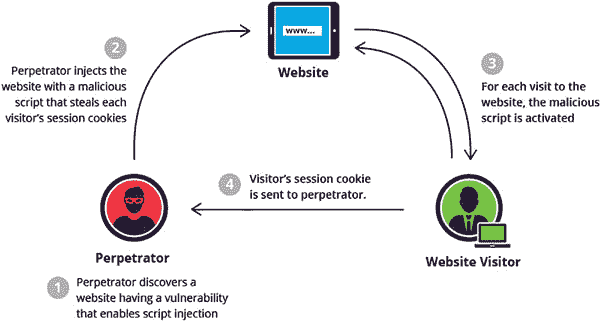 www...
Website
2
Perpetrator injects the
website with a malicious
script that steals each
visitor's session cookies
3
For each visit to the
website, the malicious
script is activated
4
Visitor's session cookie
is sent to perpetrator.
Perpetrator
Website Visitor
1
Perpetrator discovers a
website having a vulnerability
that enables script injection